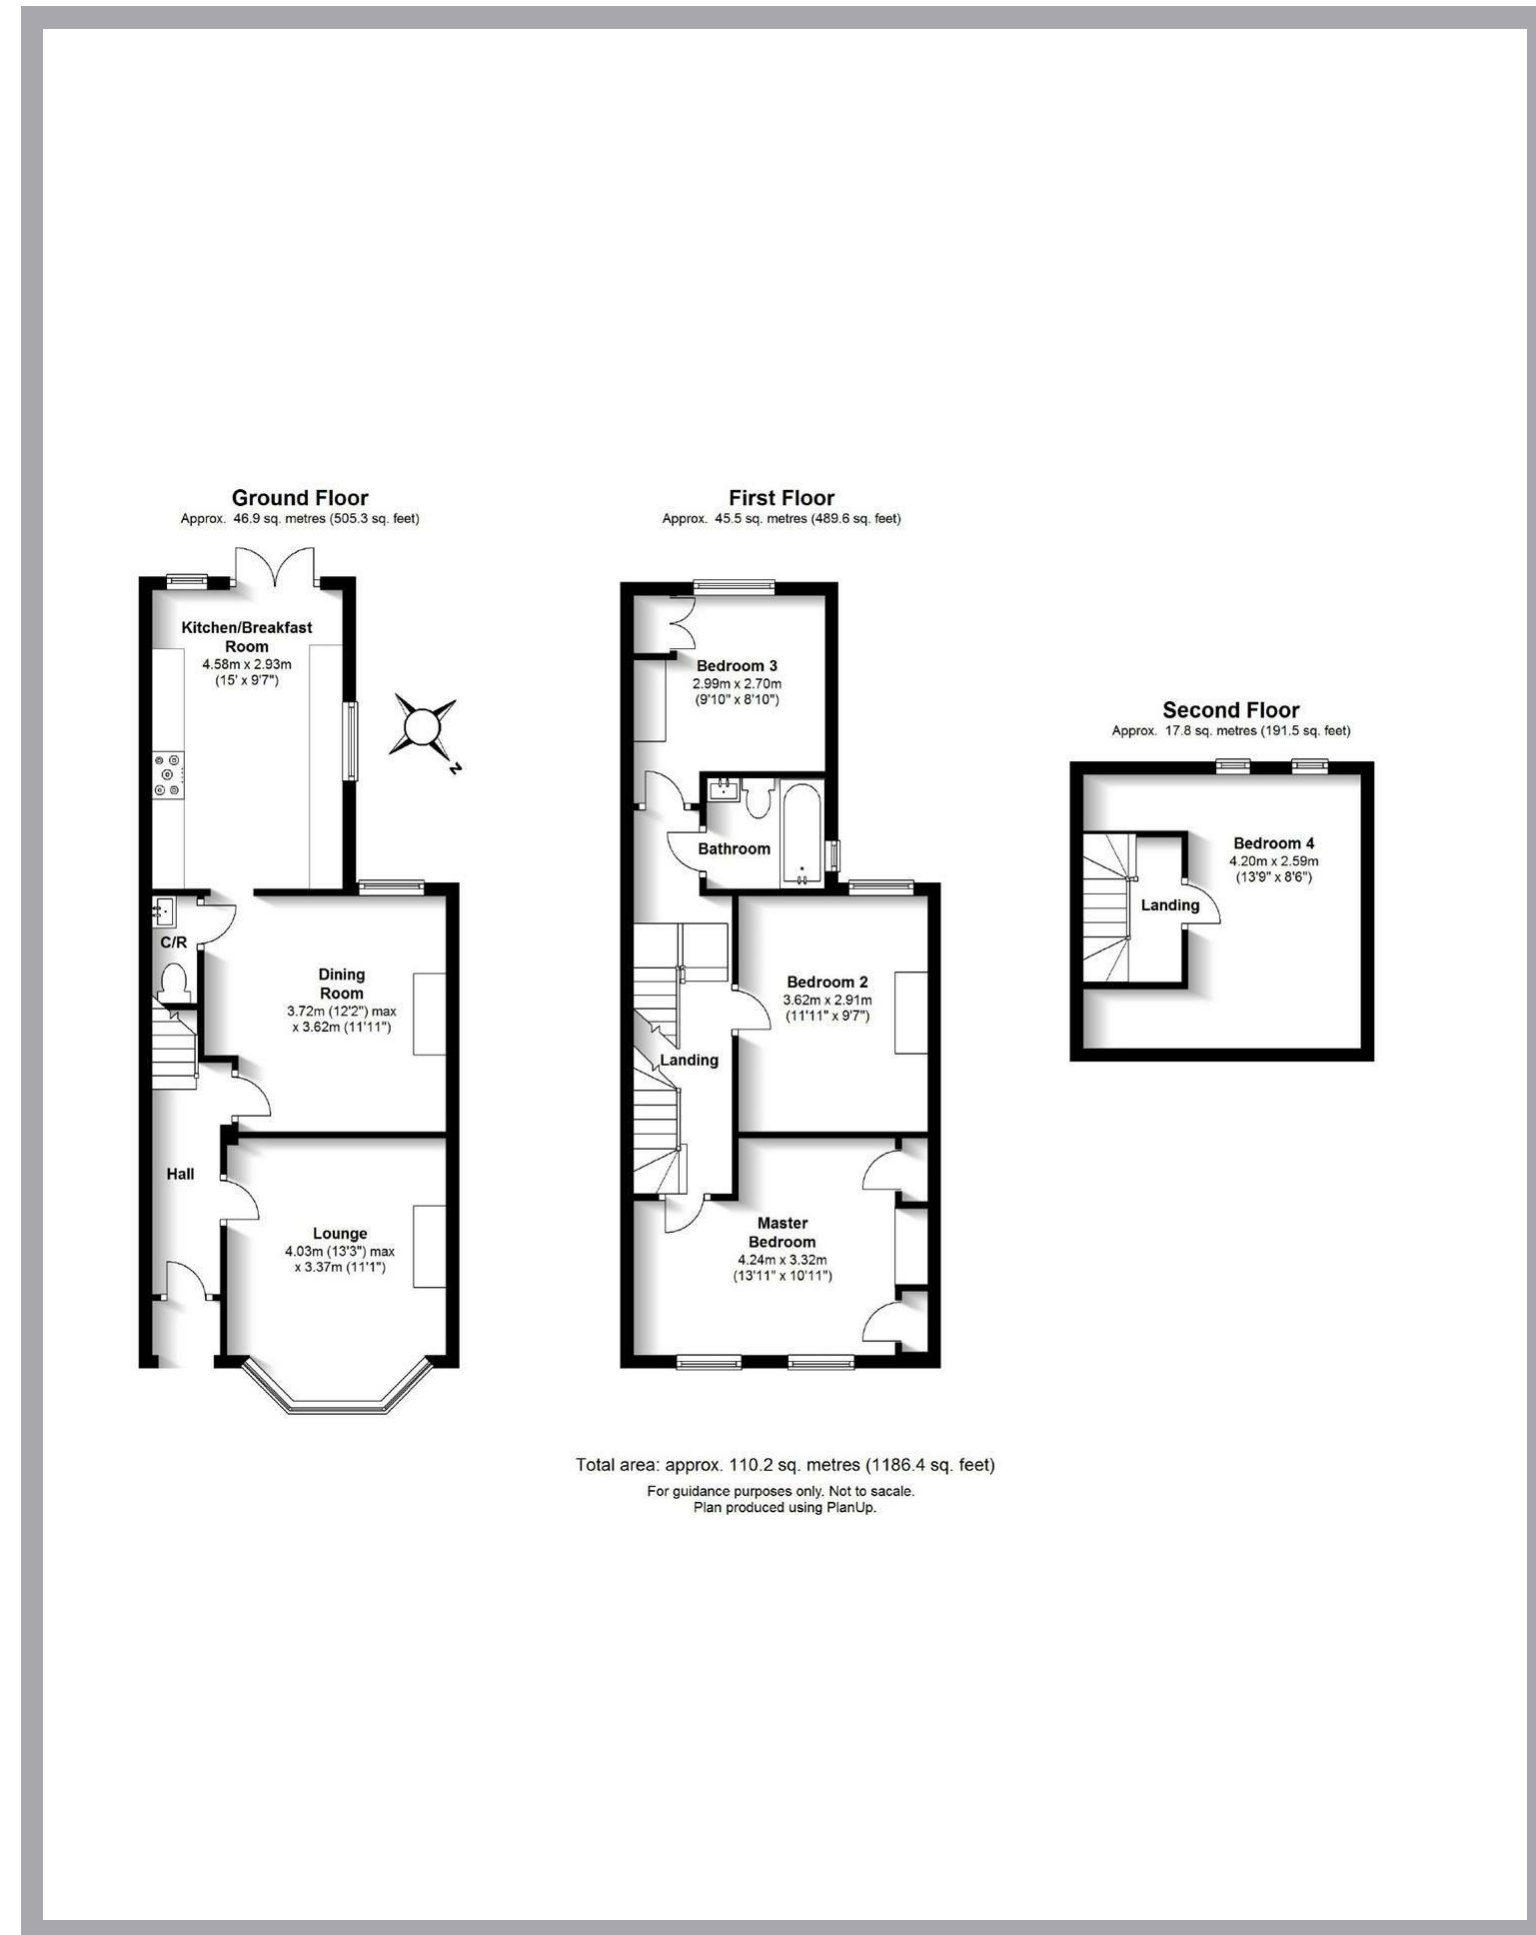 Ground Floor
Approx. 46.9 sq. metres (505.3 sq. feet)
Kitchen/Breakfast
Room
4.58m x 2.93m
(15' x 9'7")
N
C/R
Dining
Room
3.72m (12'2") max
x 3.62m (11'11")
Hall
Lounge
4.03m (13'3") max
x 3.37m (11'1")
First Floor
Approx. 45.5 sq. metres (489.6 sq. feet)
Bedroom 3
2.99m x 2.70m
(9'10" x 8'10")
Bathroom
Bedroom 2
3.62m x 2.91m
(11'11" x 9'7")
Landing
Master
Bedroom
4.24m x 3.32m
(13'11" x 10'11")
Second Floor
Approx. 17.8 sq. metres (191.5 sq. feet)
Bedroom 4
4.20m x 2.59m
(13'9" x 8'6")
Landing
Total area: approx. 110.2 sq. metres (1186.4 sq. feet)
For guidance purposes only. Not to sacale.
Plan produced using PlanUp.